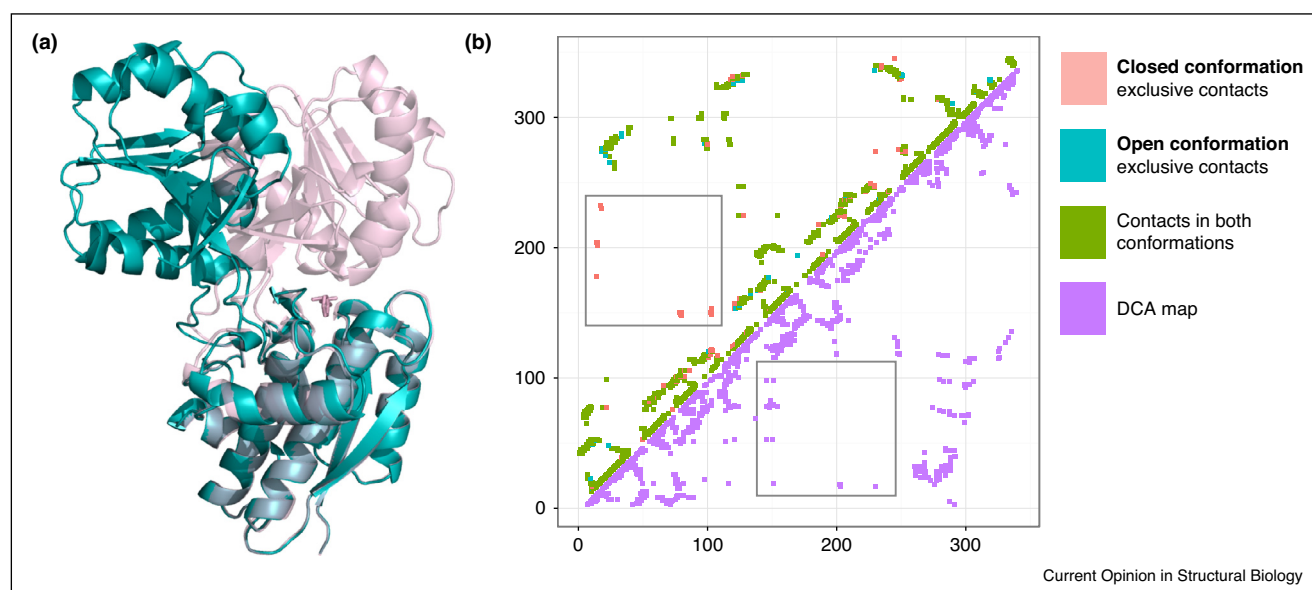 (a)
(b)
300
200
100
0
0 100 200 300
Closed conformation
exclusive contacts
Open conformation
exclusive contacts
Contacts in both
conformations
DCA map
Current Opinion in Structural Biology